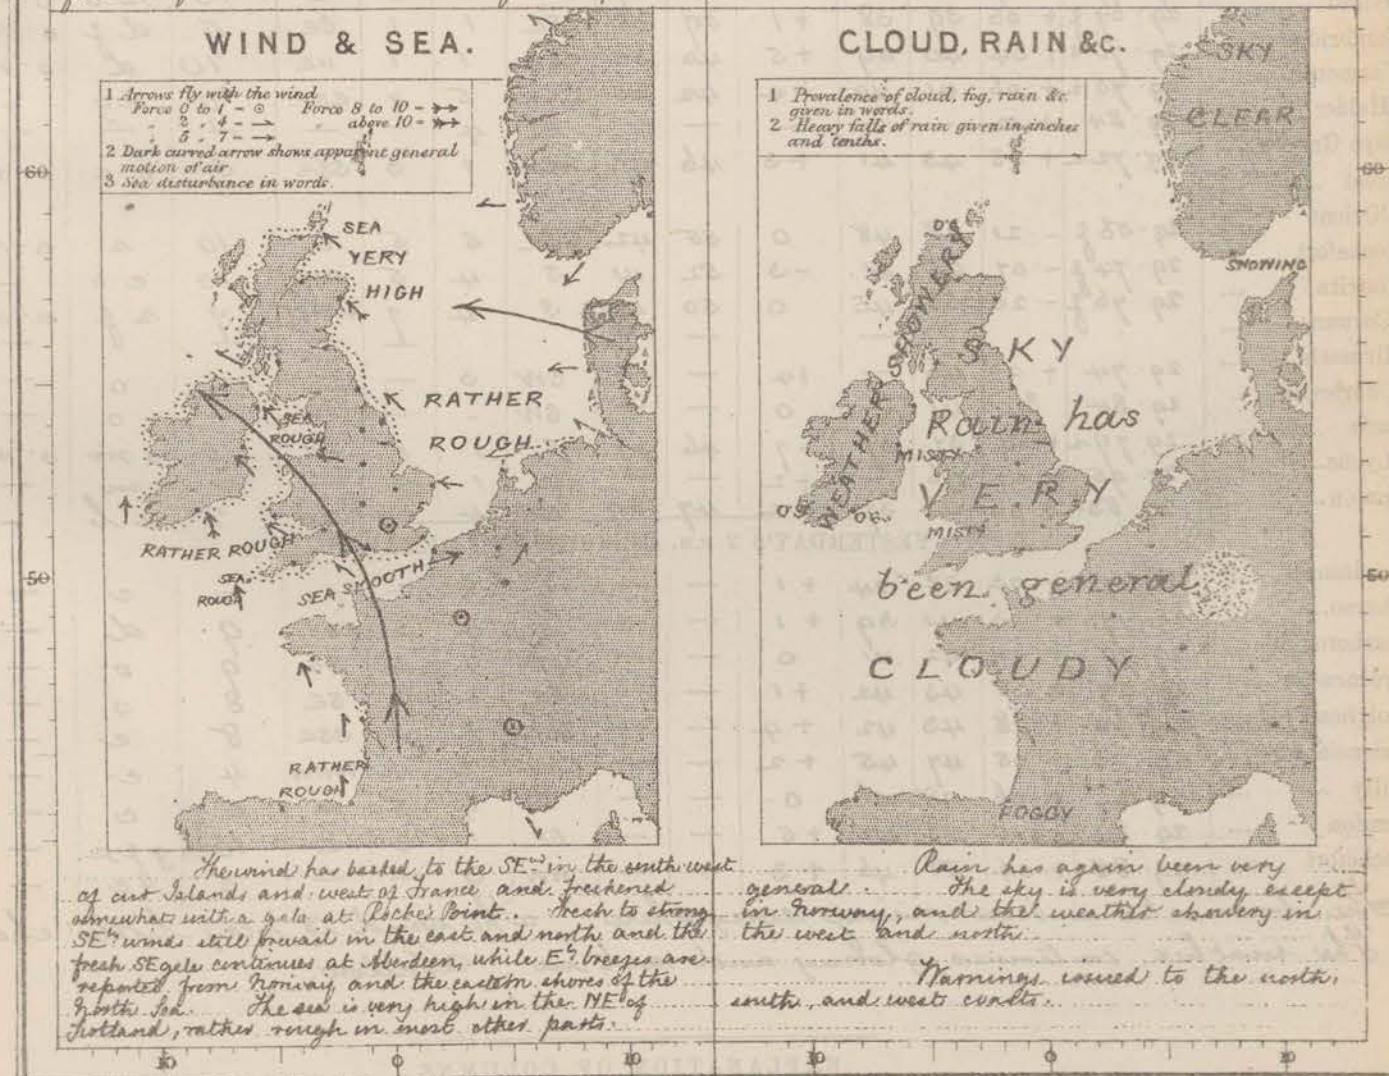 WIND & SEA.
1 Arrows fly with the wind
Force 0 to 1 - ⊙ Force 8 to 10 -
" 2 " 4 - above 10 -
" 5 " 7 -
2 Dark curved arrow shows apparent general
motion of air
3 Sea disturbance in words.
60
SEA
VERY
HIGH
RATHER
ROUGH
SEA
ROUGH
RATHER ROUGH
50
SEA
ROUGH
SEA SMOOTH
RATHER
ROUGH
The wind has backed to the SEwd in the south west
of our Islands and west of France and freshened
somewhat with a gale at Roche's Point. Fresh to strong
SEly winds still prevail in the east and north and the
fresh SE gale continues at Aberdeen, while Ely breezes are
reported from Norway and the eastern shores of the
North Sea. The sea is very high in the NE of
Scotland, rather rough in most other parts.
10 0 10
CLOUD, RAIN &c.
1 Prevalence of cloud, fog, rain &c.
given in words.
2 Heavy falls of rain given in inches
and tenths.
SKY
CLEAR
60
SNOWING
SHOWERY
SKY
WEATHER
Rain has
MISTY
VERY
MISTY
been general
50
CLOUDY
FOGGY
Rain has again been very
general. The sky is very cloudy except
in Norway, and the weather showery in
the west and north.
Warnings issued to the north,
south, and west coasts.
10 0 10